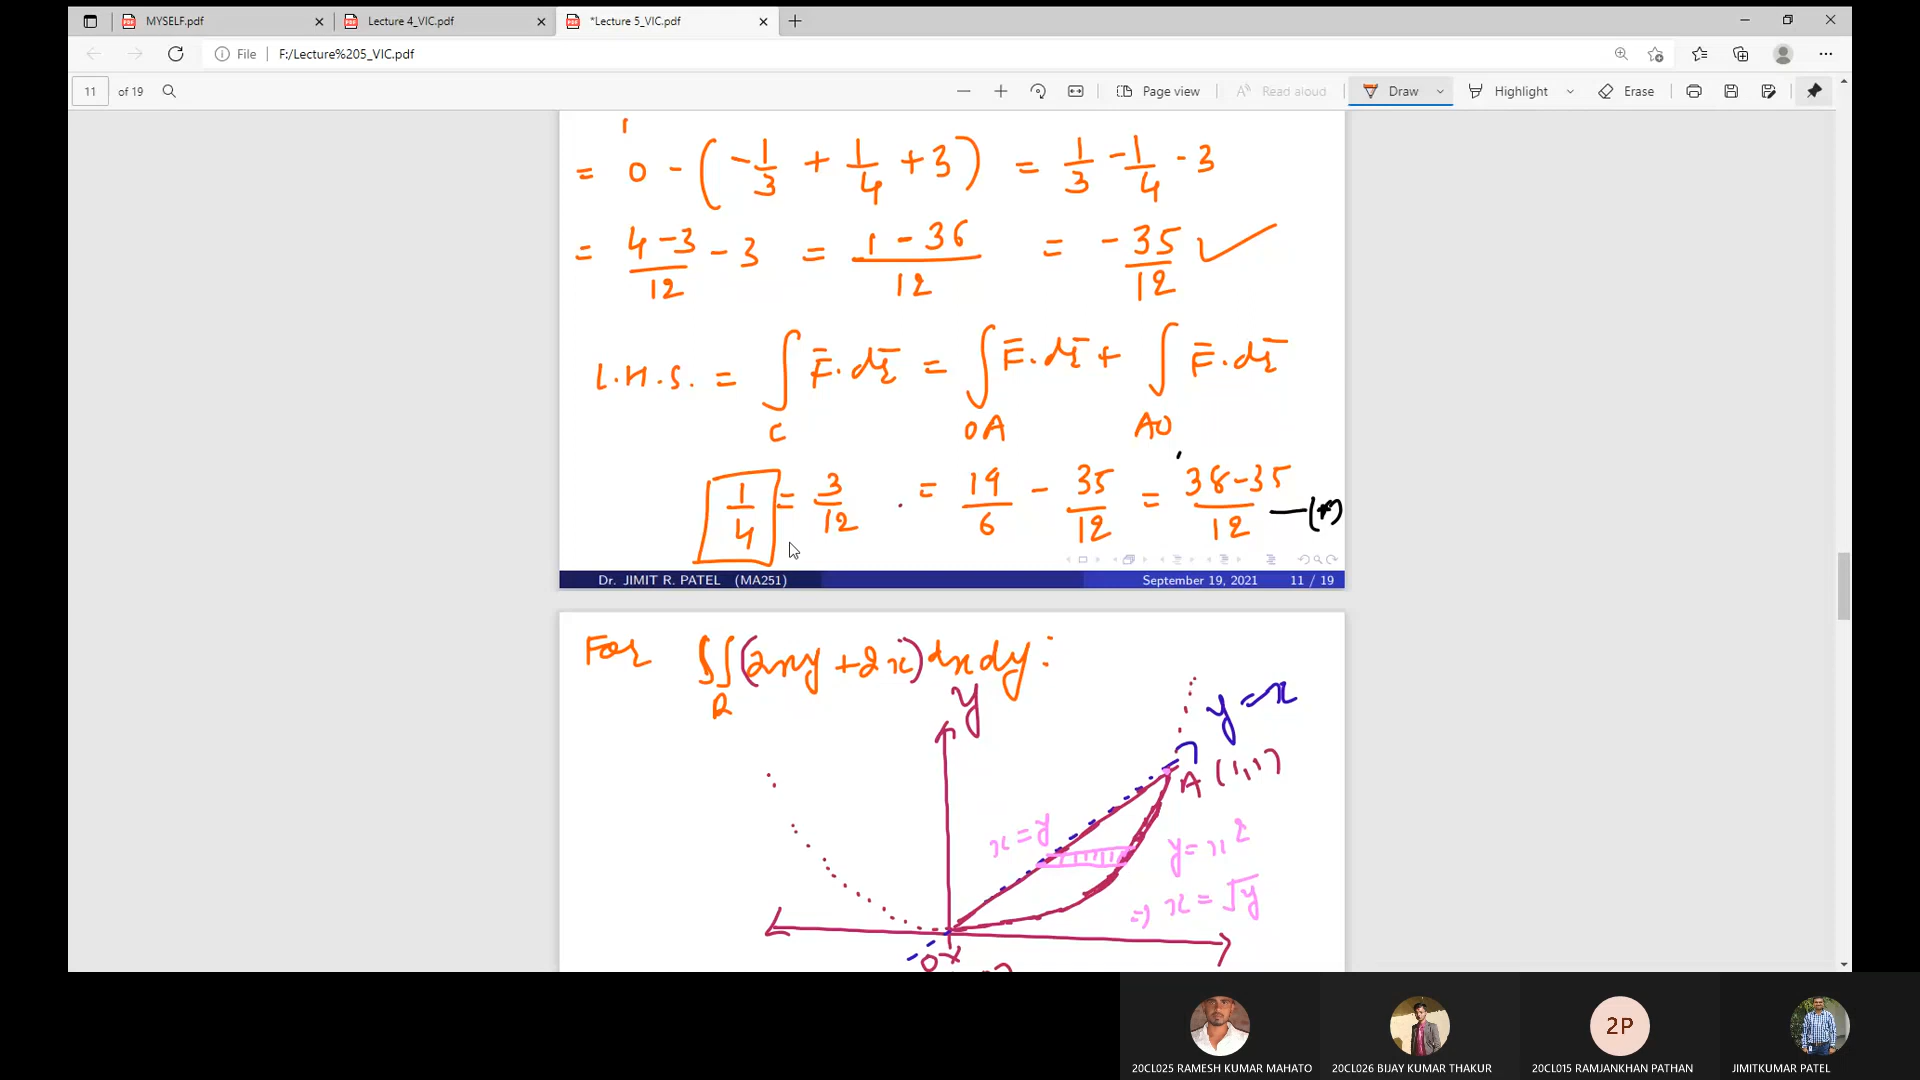 MYSELF.pdf Lecture 4_VIC.pdf *Lecture 5_VIC.pdf
File F:/Lecture%205_VIC.pdf
11 of 19 Page view Read aloud Draw Highlight Erase
= 0 - (-1/3 + 1/4 + 3) = 1/3 - 1/4 - 3
= 4-3/12 - 3 = 1-36/12 = -35/12 ✓
L.H.S. = ∫_C F̄.dr̄ = ∫_OA F̄.dr̄ + ∫_AO F̄.dr̄
1/4 = 3/12 = 19/6 - 35/12 = 38-35/12 —(*)
Dr. JIMIT R. PATEL (MA251) September 19, 2021 11 / 19
For ∬_R (2xy + 2x) dx dy :
y
y = x
A (1,1)
x = y
y = x²
⇒ x = √y
O
20CL025 RAMESH KUMAR MAHATO 20CL026 BIJAY KUMAR THAKUR 2P 20CL015 RAMJANKHAN PATHAN JIMITKUMAR PATEL